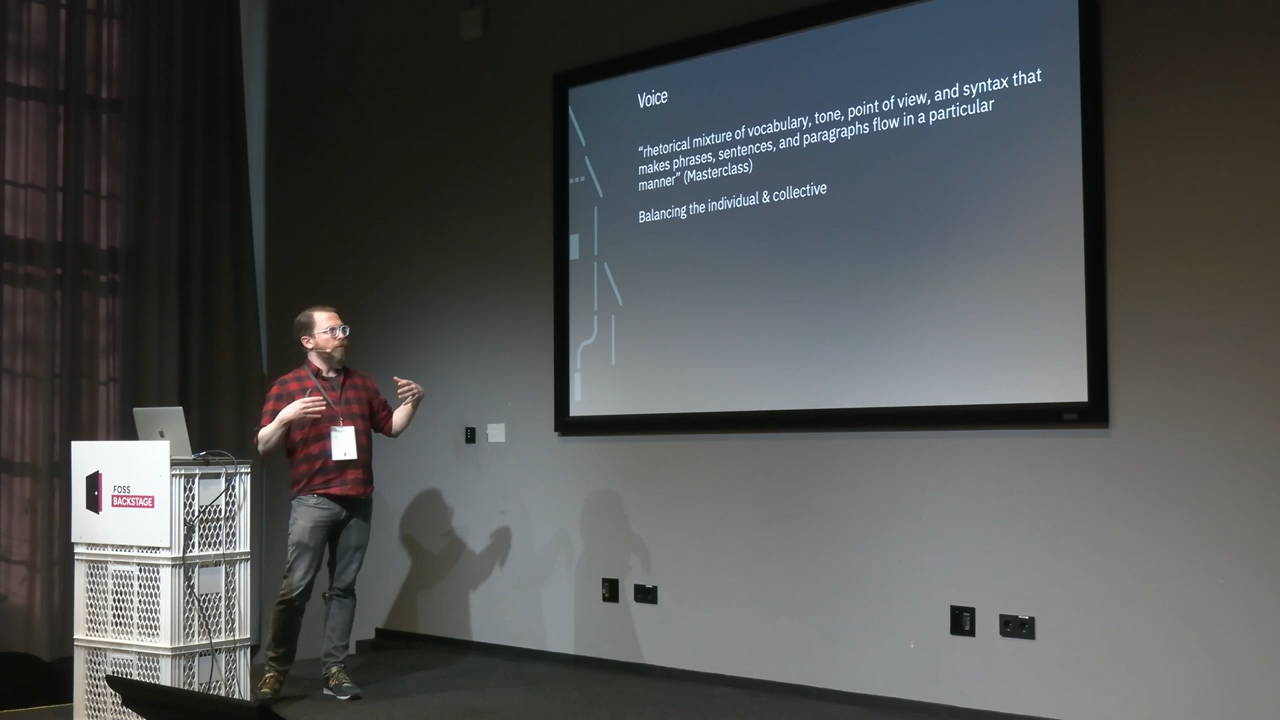 Voice
“rhetorical mixture of vocabulary, tone, point of view, and syntax that
makes phrases, sentences, and paragraphs flow in a particular
manner” (Masterclass)
Balancing the individual & collective
FOSS
BACKSTAGE